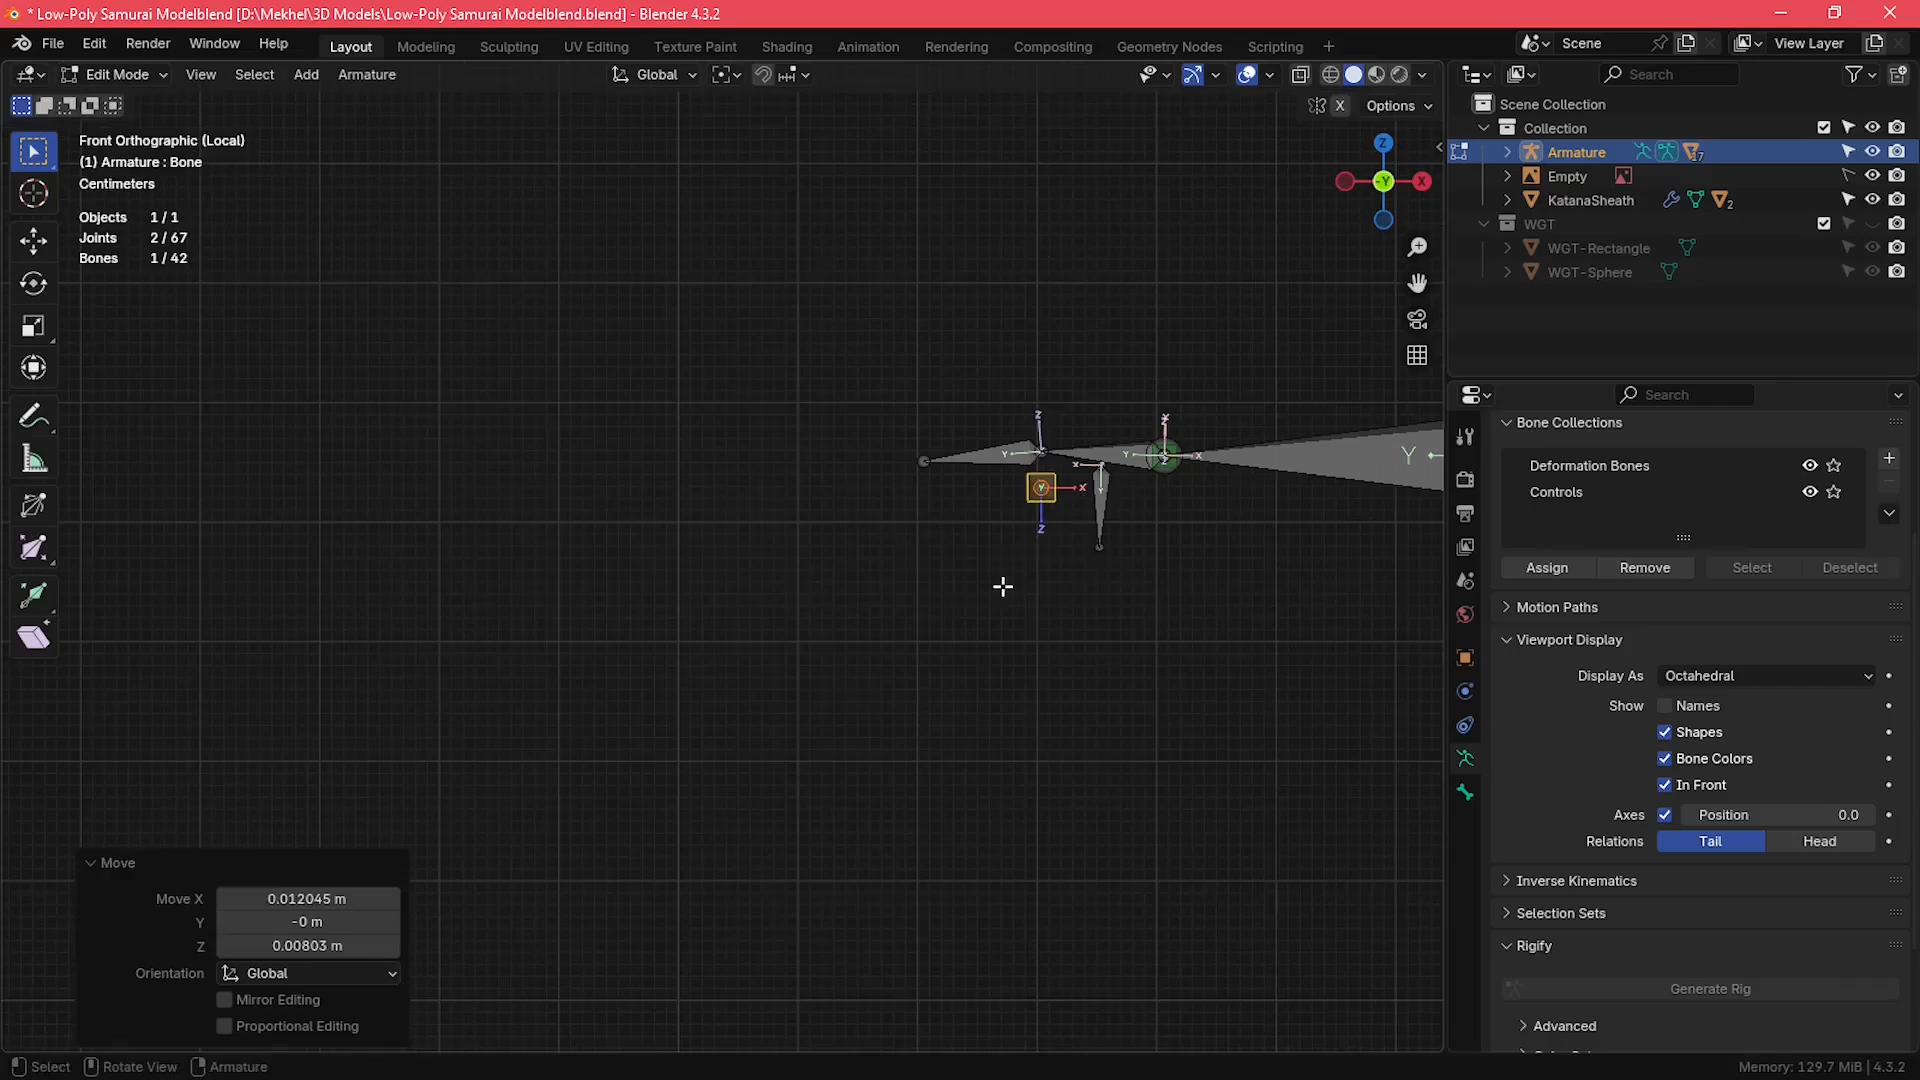 * Low-Poly Samurai Modelblend [D:\Mekhel\3D Models\Low-Poly Samurai Modelblend.blend] - Blender 4.3.2
File Edit Render Window Help
Layout Modeling Sculpting UV Editing Texture Paint Shading Animation Rendering Compositing Geometry Nodes Scripting +
Scene
View Layer
Edit Mode View Select Add Armature
Global
Search
X Options
Front Orthographic (Local)
(1) Armature : Bone
Centimeters
Objects 1 / 1
Joints 2 / 67
Bones 1 / 42
Z
-Y
X
Scene Collection
Collection
Armature 17
Empty
KatanaSheath 2
WGT
WGT-Rectangle
WGT-Sphere
Search
Bone Collections
Deformation Bones
Controls
Assign Remove Select Deselect
Motion Paths
Viewport Display
Display As Octahedral
Show Names
Shapes
Bone Colors
In Front
Axes Position 0.0
Relations Tail Head
Inverse Kinematics
Selection Sets
Rigify
Generate Rig
Advanced
Move
Move X 0.012045 m
Y -0 m
Z 0.00803 m
Orientation Global
Mirror Editing
Proportional Editing
Select Rotate View Armature
Memory: 129.7 MiB | 4.3.2